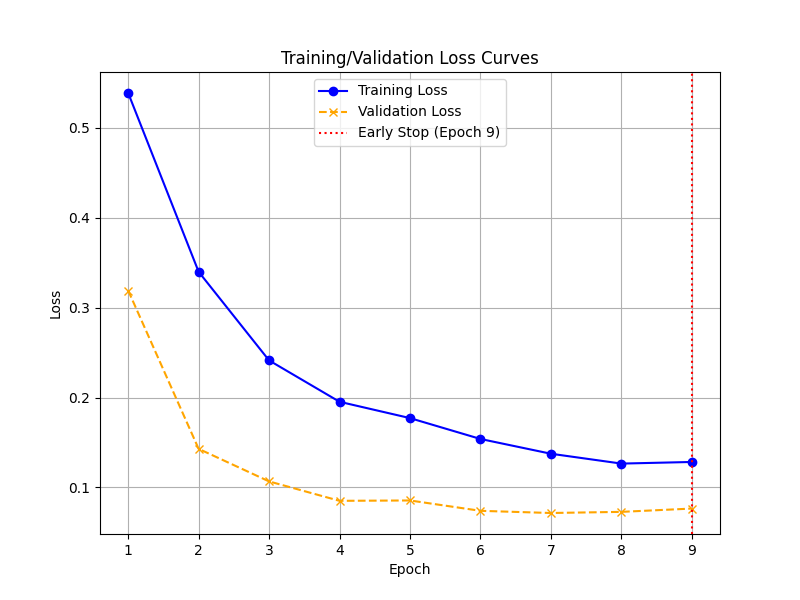 Training/Validation Loss Curves
Training Loss
Validation Loss
Early Stop (Epoch 9)
Loss
0.5
0.4
0.3
0.2
0.1
1 2 3 4 5 6 7 8 9
Epoch